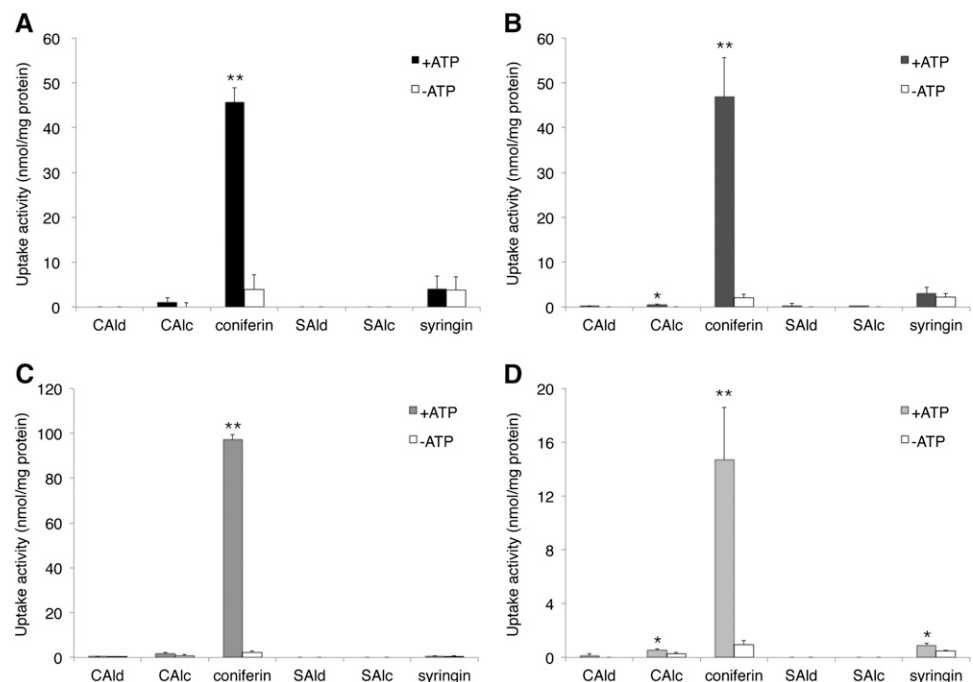 A
Uptake activity (nmol/mg protein)
60
50
40
30
20
10
0
**
+ATP
-ATP
CAld
CAlc
coniferin
SAld
SAlc
syringin
B
Uptake activity (nmol/mg protein)
60
50
40
30
20
10
0
*
**
+ATP
-ATP
CAld
CAlc
coniferin
SAld
SAlc
syringin
C
Uptake activity (nmol/mg protein)
120
100
80
60
40
20
0
**
+ATP
-ATP
CAld
CAlc
coniferin
SAld
SAlc
syringin
D
Uptake activity (nmol/mg protein)
20
16
12
8
4
0
*
**
*
+ATP
-ATP
CAld
CAlc
coniferin
SAld
SAlc
syringin